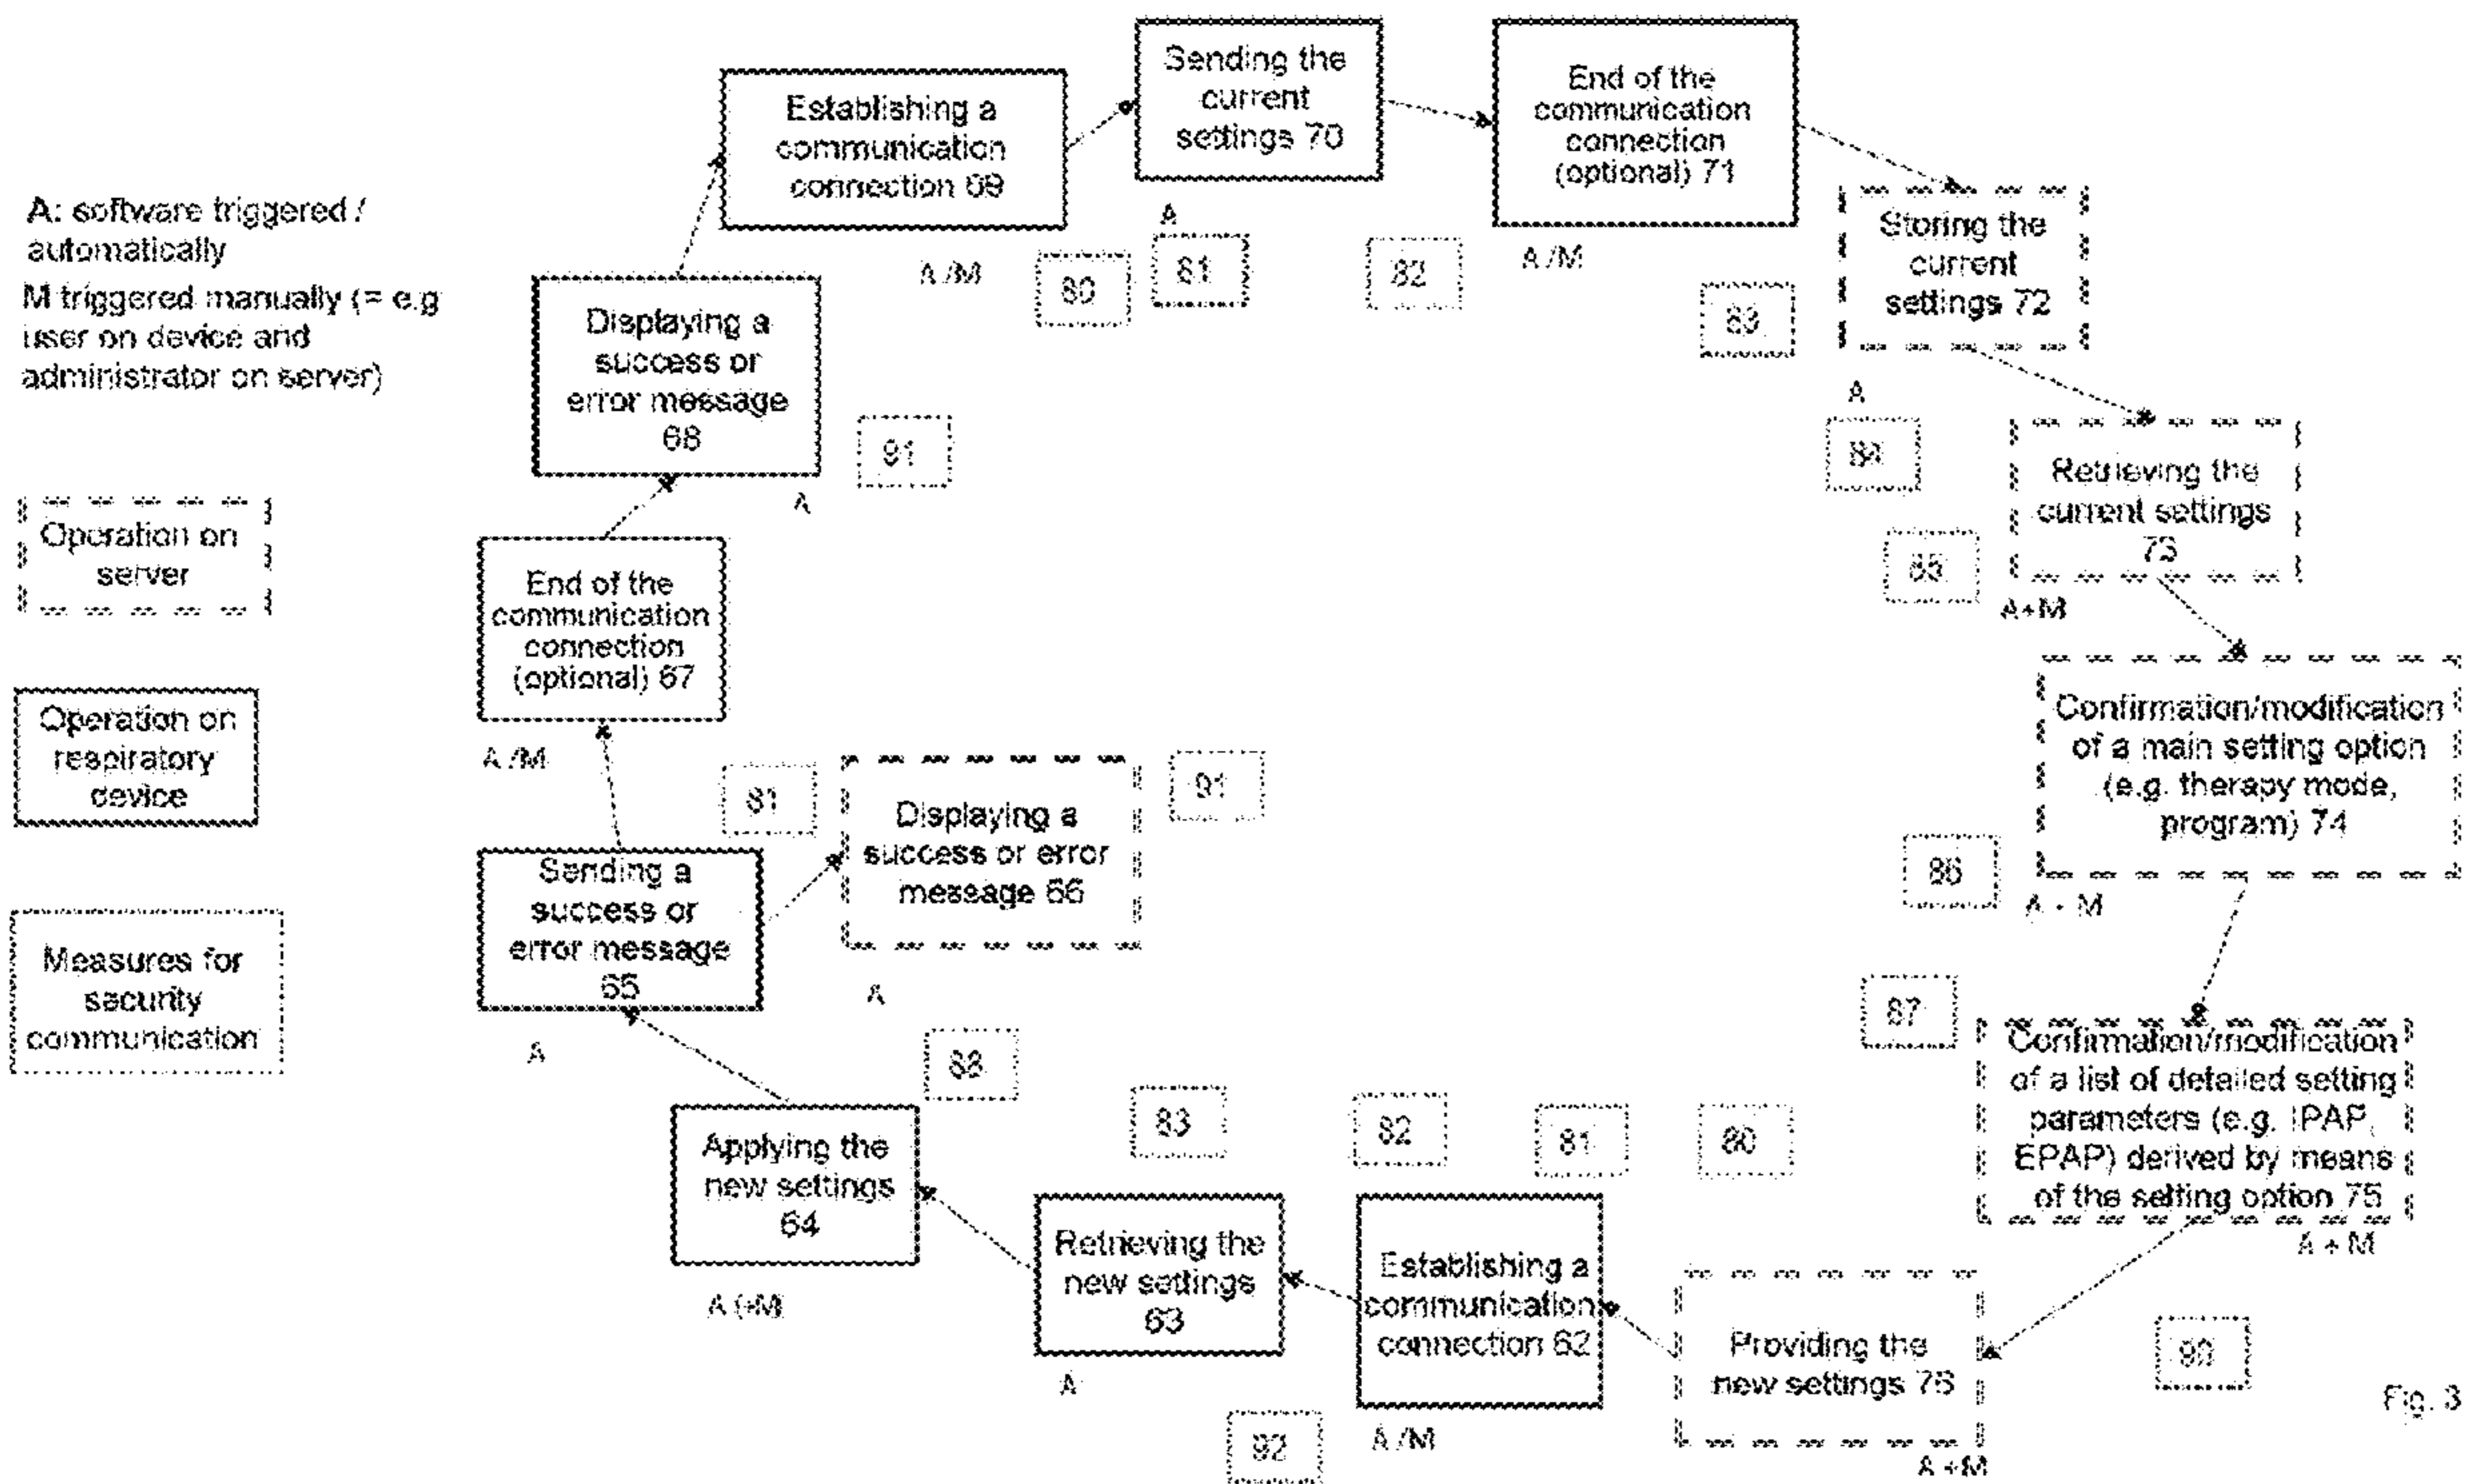 A: software triggered /
automatically
M triggered manually (= e.g
user on device and
administrator on server)
Operation on
server
Operation on
respiratory
device
Measures for
security
communication
Establishing a
communication
connection 69
A /M
80
Sending the
current
settings 70
A
81
82
End of the
communication
connection
(optional) 71
A /M
83
Storing the
current
settings 72
A
84
Retrieving the
current settings
73
85
A+M
Confirmation/modification
of a main setting option
(e.g. therapy mode,
program) 74
86
A + M
87
Confirmation/modification
of a list of detailed setting
parameters (e.g. IPAP,
EPAP) derived by means
of the setting option 75
A + M
Providing the
new settings 76
A +M
80
81
82
83
88
Establishing a
communication
connection 62
A /M
92
Retrieving the
new settings
63
A
Applying the
new settings
64
A (+M)
Sending a
success or
error message
65
A
81
Displaying a
success or error
message 66
A
91
End of the
communication
connection
(optional) 67
A /M
Displaying a
success or
error message
68
A
91
Fig. 3